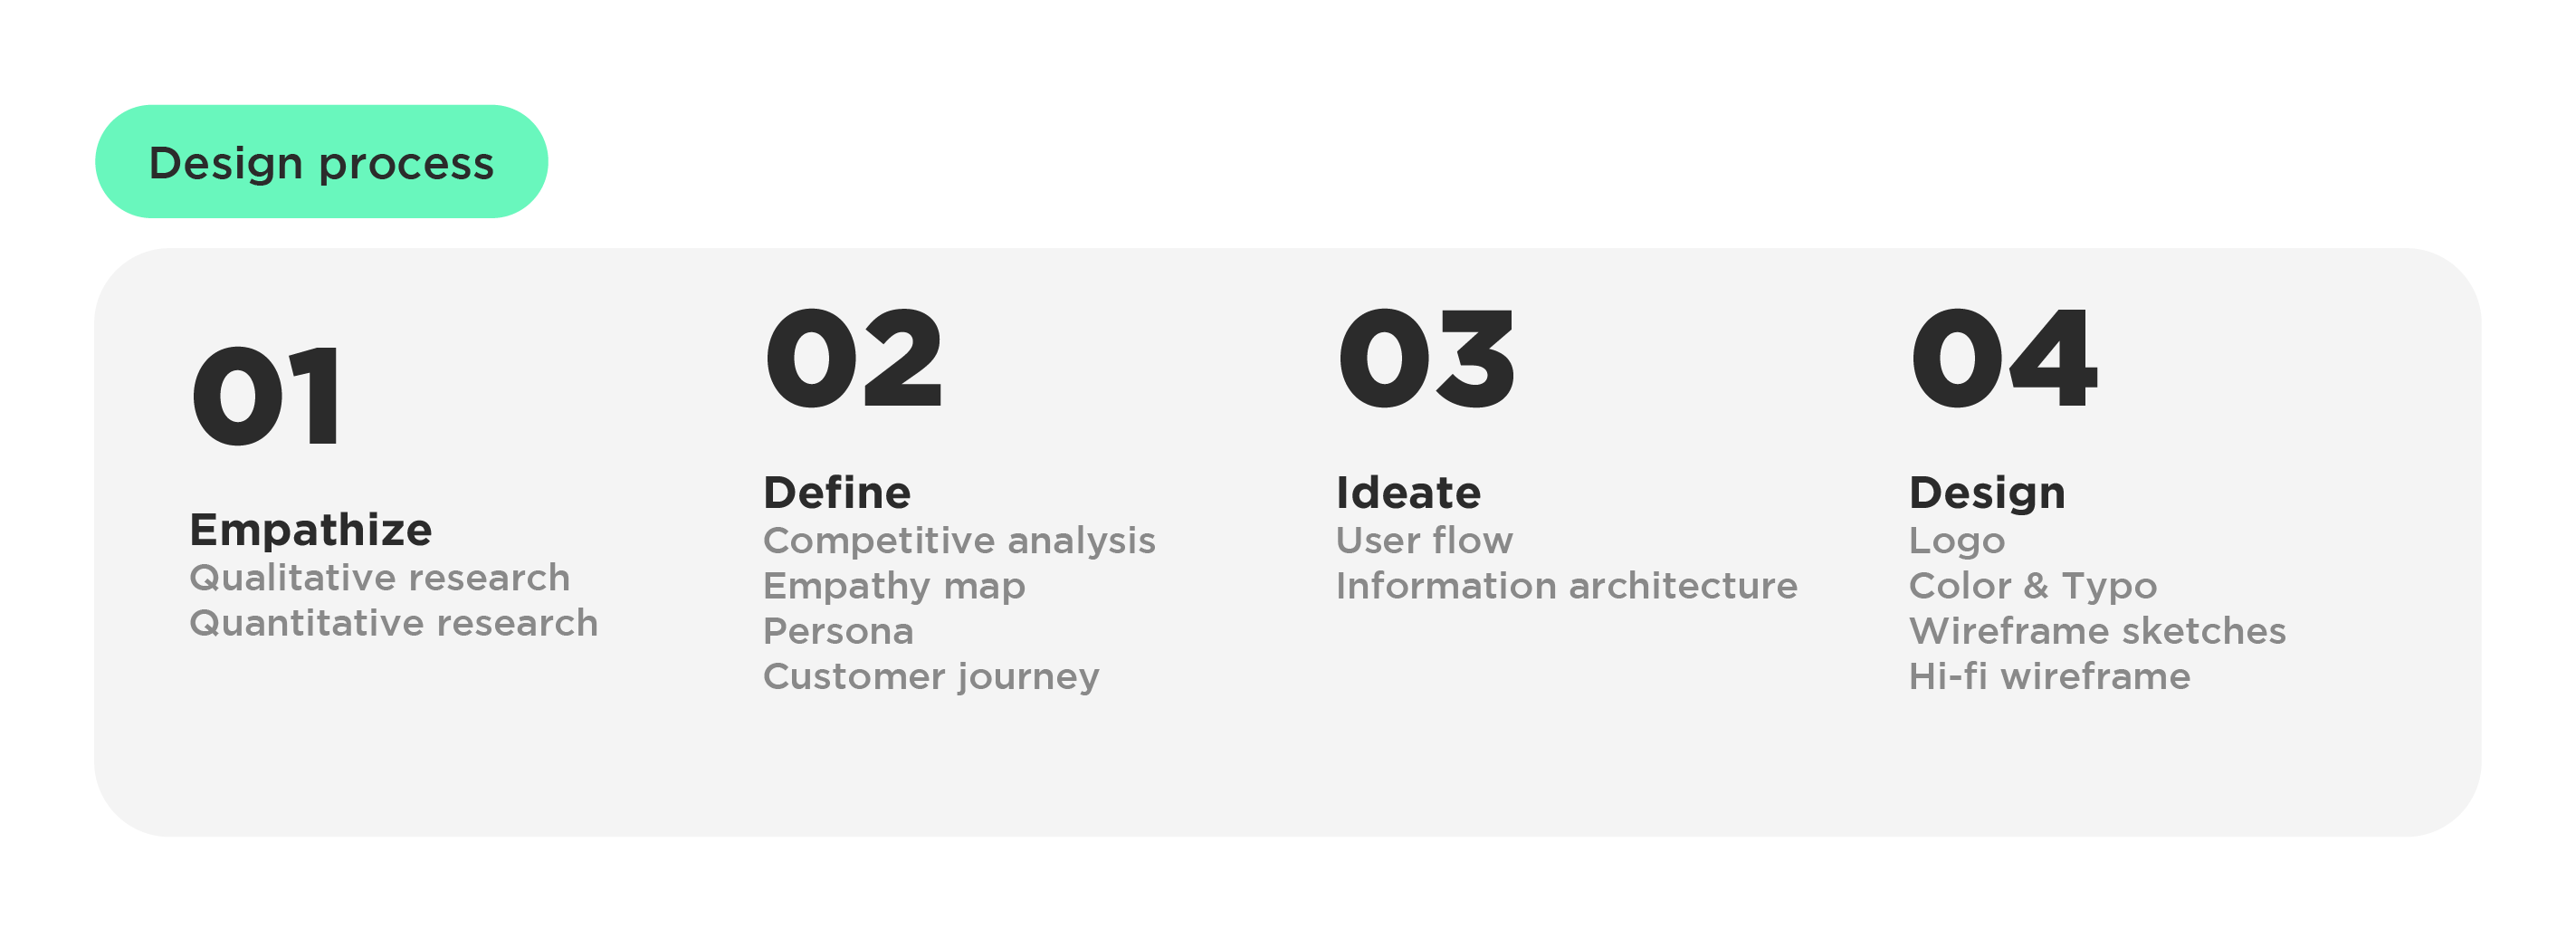 Design process
01
Empathize
Qualitative research
Quantitative research
02
Define
Competitive analysis
Empathy map
Persona
Customer journey
03
Ideate
User flow
Information architecture
04
Design
Logo
Color & Typo
Wireframe sketches
Hi-fi wireframe